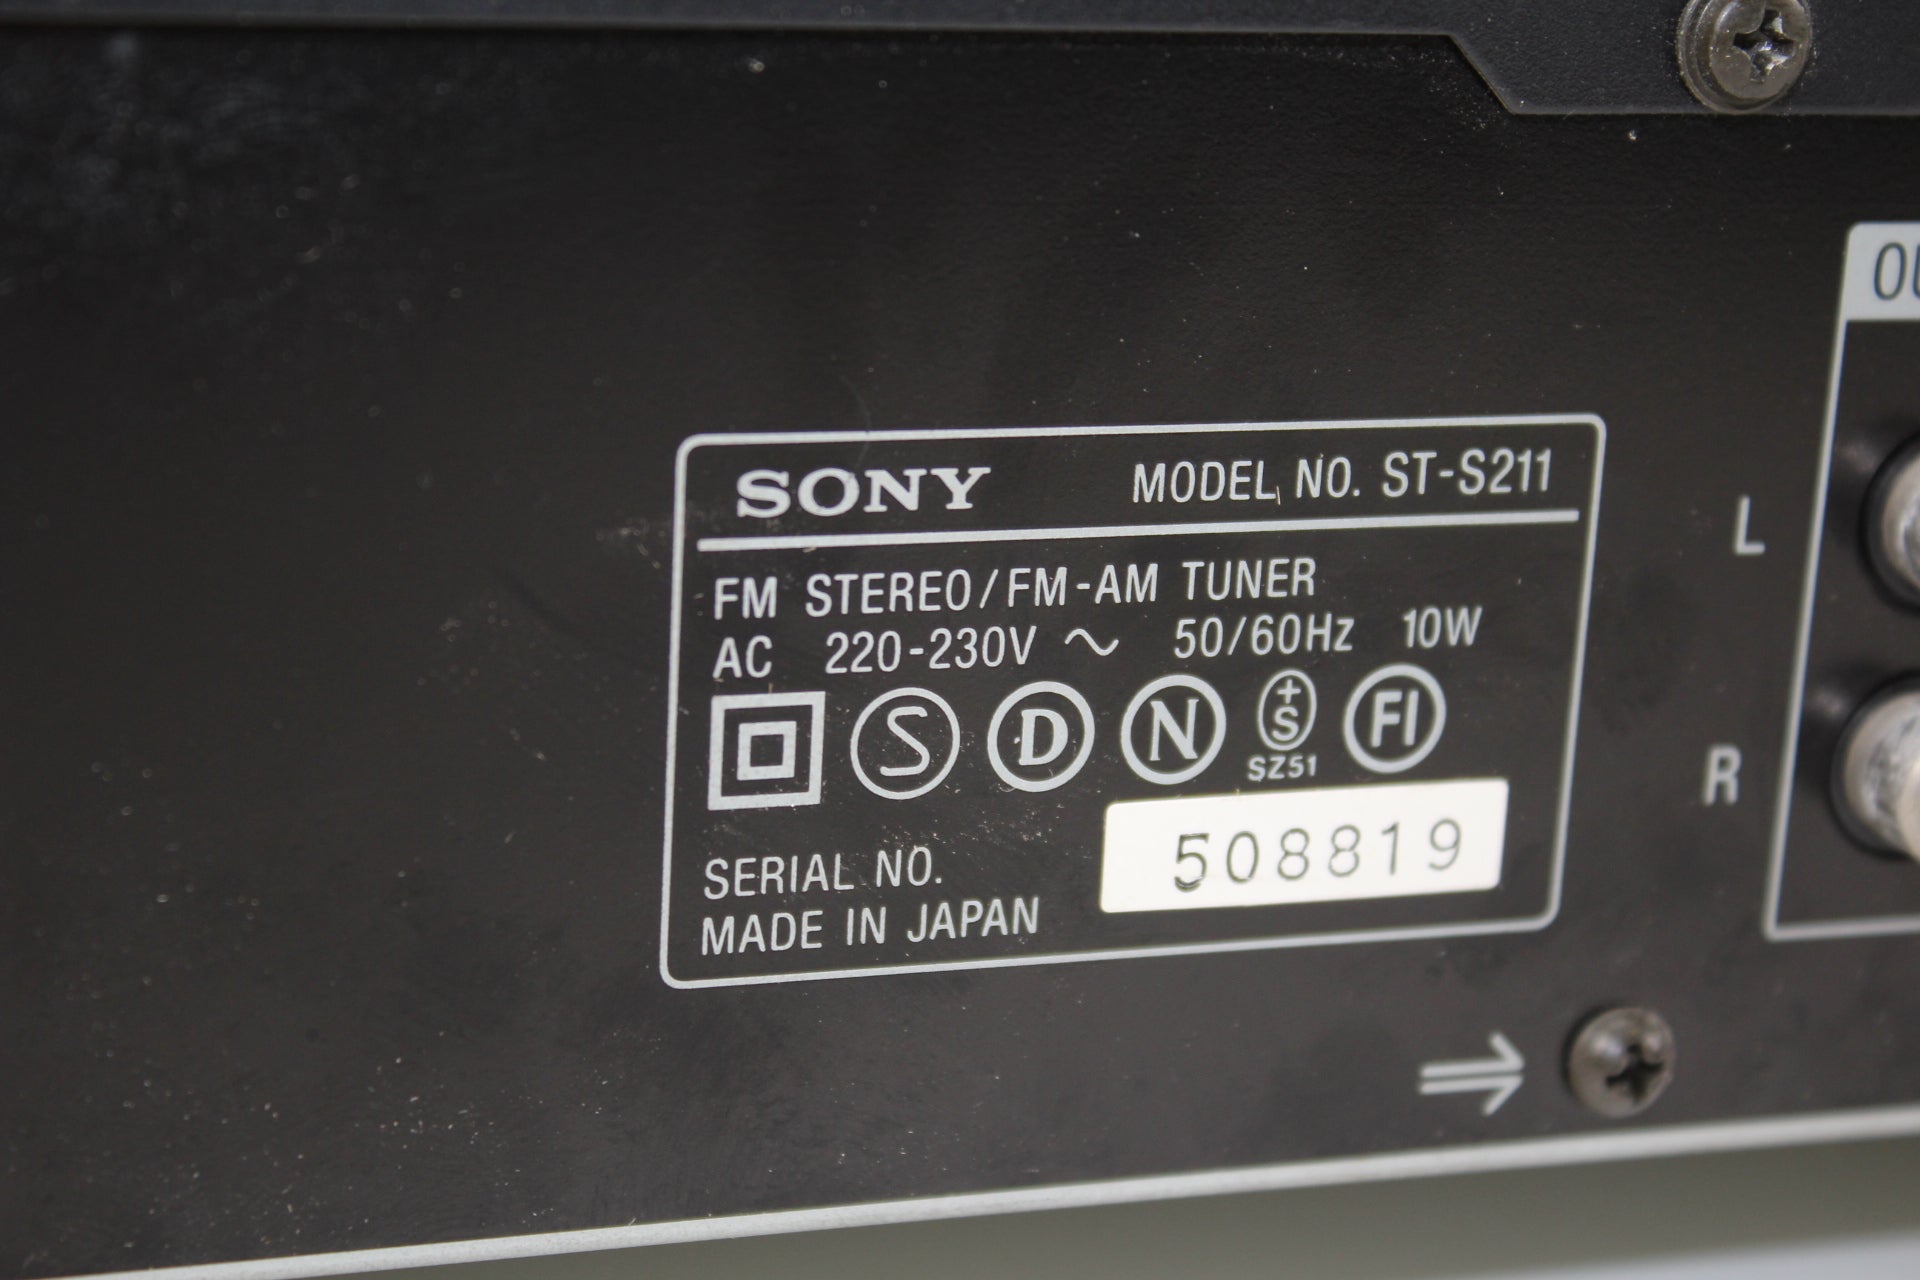 SONY MODEL NO. ST-S211
FM STEREO/FM-AM TUNER
AC 220-230V ~ 50/60Hz 10W
S D N +S FI
SZ51
SERIAL NO. 508819
MADE IN JAPAN
L
R